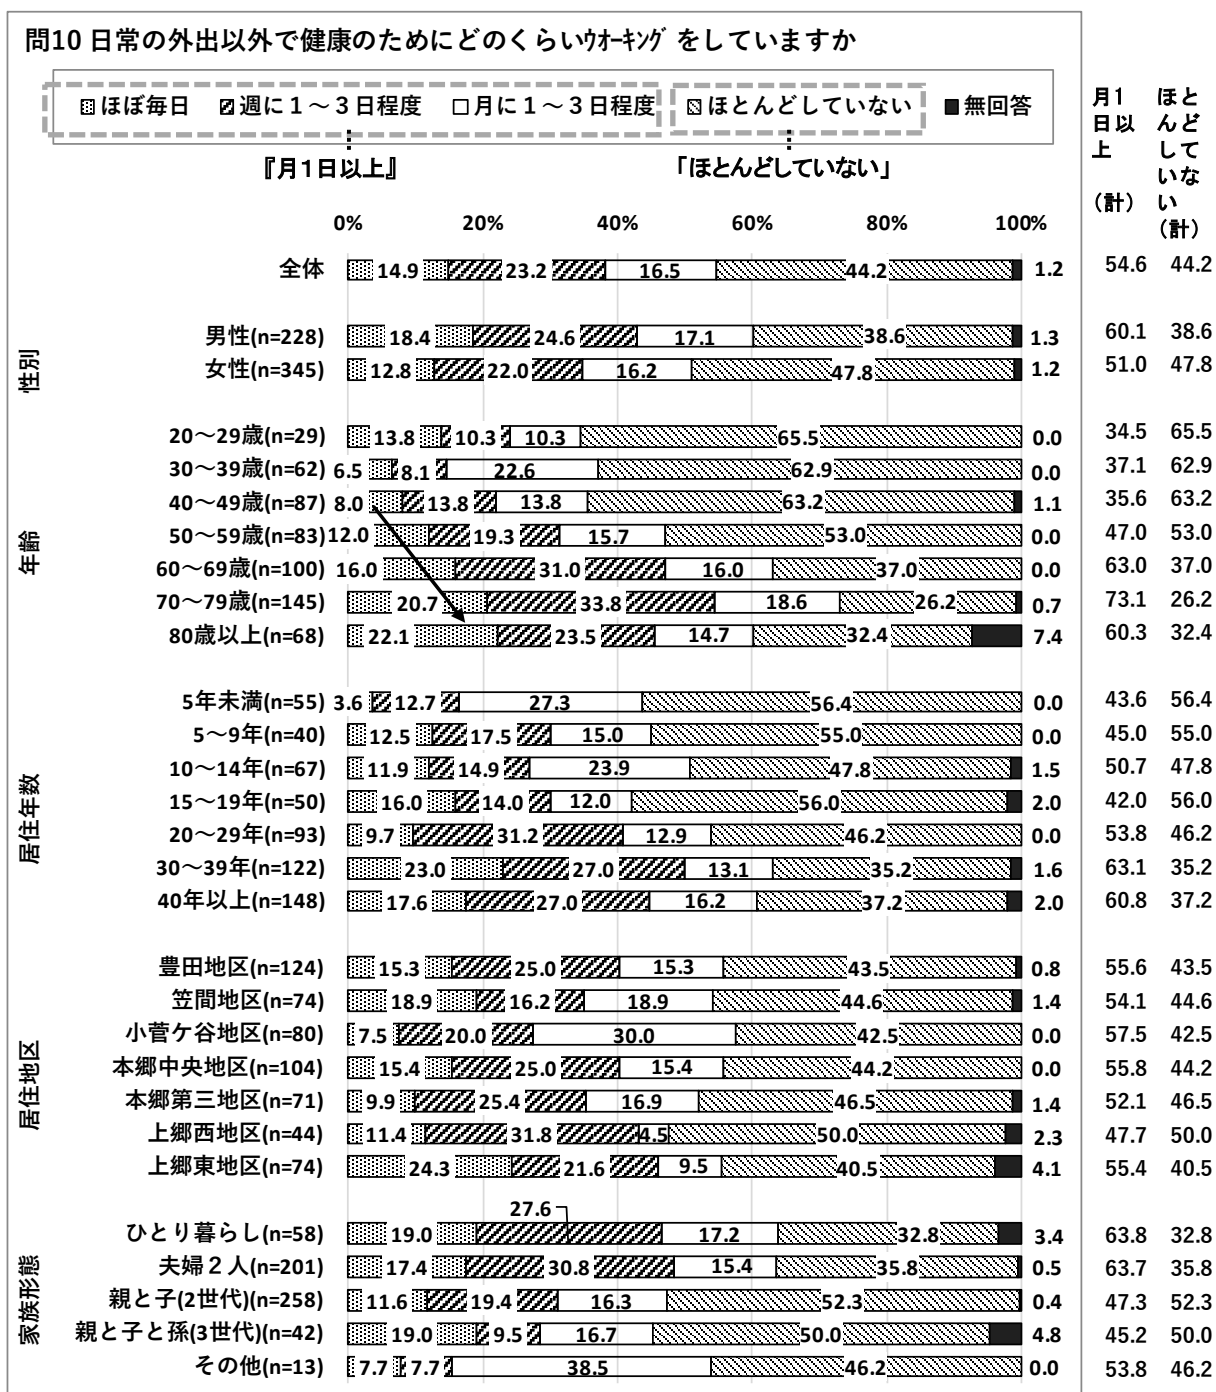 問10 日常の外出以外で健康のためにどのくらいｳｵｰｷﾝｸﾞをしていますか
ほぼ毎日 週に１～３日程度 月に１～３日程度 ほとんどしていない 無回答
『月１日以上』 「ほとんどしていない」
月1日以上（計） ほとんどしていない（計）
0% 20% 40% 60% 80% 100%
全体 14.9 23.2 16.5 44.2 1.2 54.6 44.2
性別
男性(n=228) 18.4 24.6 17.1 38.6 1.3 60.1 38.6
女性(n=345) 12.8 22.0 16.2 47.8 1.2 51.0 47.8
年齢
20～29歳(n=29) 13.8 10.3 10.3 65.5 0.0 34.5 65.5
30～39歳(n=62) 6.5 8.1 22.6 62.9 0.0 37.1 62.9
40～49歳(n=87) 8.0 13.8 13.8 63.2 1.1 35.6 63.2
50～59歳(n=83) 12.0 19.3 15.7 53.0 0.0 47.0 53.0
60～69歳(n=100) 16.0 31.0 16.0 37.0 0.0 63.0 37.0
70～79歳(n=145) 20.7 33.8 18.6 26.2 0.7 73.1 26.2
80歳以上(n=68) 22.1 23.5 14.7 32.4 7.4 60.3 32.4
居住年数
5年未満(n=55) 3.6 12.7 27.3 56.4 0.0 43.6 56.4
5～9年(n=40) 12.5 17.5 15.0 55.0 0.0 45.0 55.0
10～14年(n=67) 11.9 14.9 23.9 47.8 1.5 50.7 47.8
15～19年(n=50) 16.0 14.0 12.0 56.0 2.0 42.0 56.0
20～29年(n=93) 9.7 31.2 12.9 46.2 0.0 53.8 46.2
30～39年(n=122) 23.0 27.0 13.1 35.2 1.6 63.1 35.2
40年以上(n=148) 17.6 27.0 16.2 37.2 2.0 60.8 37.2
居住地区
豊田地区(n=124) 15.3 25.0 15.3 43.5 0.8 55.6 43.5
笠間地区(n=74) 18.9 16.2 18.9 44.6 1.4 54.1 44.6
小菅ケ谷地区(n=80) 7.5 20.0 30.0 42.5 0.0 57.5 42.5
本郷中央地区(n=104) 15.4 25.0 15.4 44.2 0.0 55.8 44.2
本郷第三地区(n=71) 9.9 25.4 16.9 46.5 1.4 52.1 46.5
上郷西地区(n=44) 11.4 31.8 4.5 50.0 2.3 47.7 50.0
上郷東地区(n=74) 24.3 21.6 9.5 40.5 4.1 55.4 40.5
家族形態
ひとり暮らし(n=58) 19.0 27.6 17.2 32.8 3.4 63.8 32.8
夫婦２人(n=201) 17.4 30.8 15.4 35.8 0.5 63.7 35.8
親と子(2世代)(n=258) 11.6 19.4 16.3 52.3 0.4 47.3 52.3
親と子と孫(3世代)(n=42) 19.0 9.5 16.7 50.0 4.8 45.2 50.0
その他(n=13) 7.7 7.7 38.5 46.2 0.0 53.8 46.2